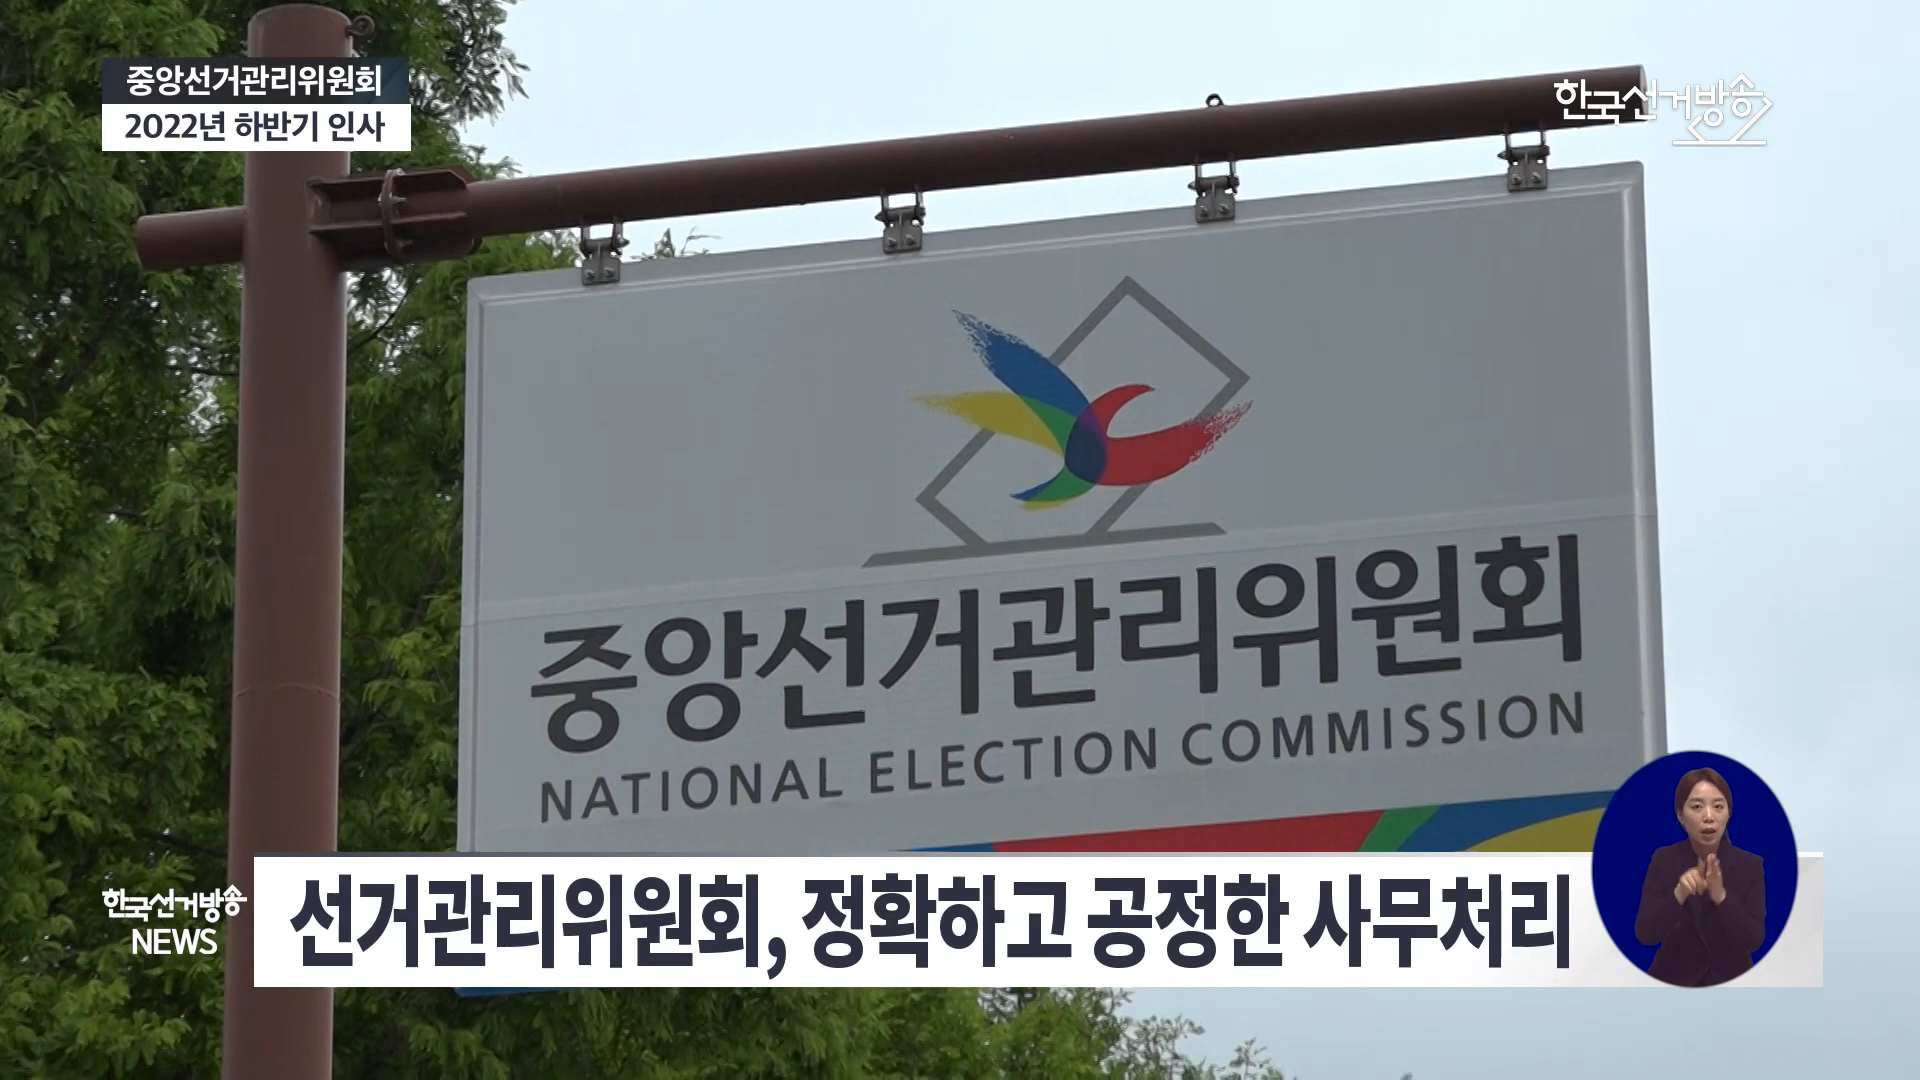 중앙선거관리위원회
2022년 하반기 인사
한국선거방송
중앙선거관리위원회
NATIONAL ELECTION COMMISSION
한국선거방송
NEWS
선거관리위원회, 정확하고 공정한 사무처리